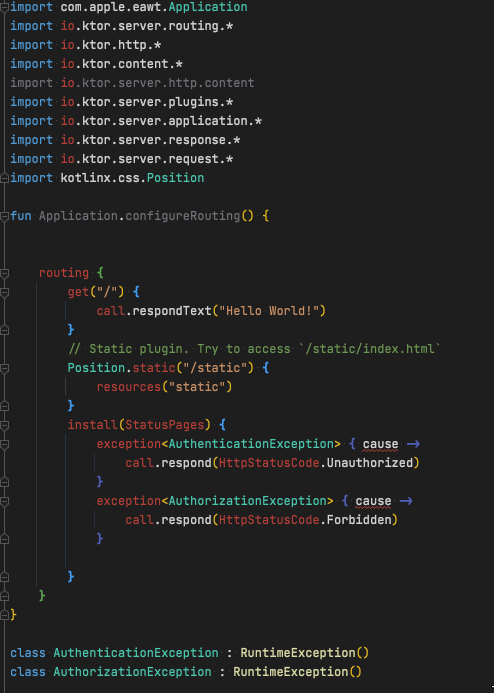 import com.apple.eawt.Application
import io.ktor.server.routing.*
import io.ktor.http.*
import io.ktor.content.*
import io.ktor.server.http.content
import io.ktor.server.plugins.*
import io.ktor.server.application.*
import io.ktor.server.response.*
import io.ktor.server.request.*
import kotlinx.css.Position
fun Application.configureRouting() {
routing {
get("/") {
call.respondText("Hello World!")
}
// Static plugin. Try to access `/static/index.html`
Position.static("/static") {
resources("static")
}
install(StatusPages) {
exception<AuthenticationException> { cause ->
call.respond(HttpStatusCode.Unauthorized)
}
exception<AuthorizationException> { cause ->
call.respond(HttpStatusCode.Forbidden)
}
}
}
}
class AuthenticationException : RuntimeException()
class AuthorizationException : RuntimeException()